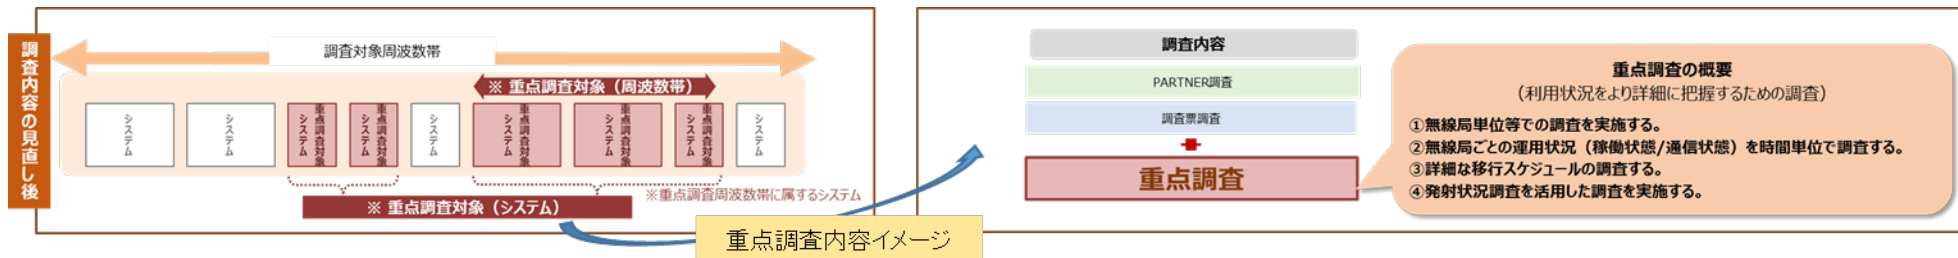 調査内容の見直し後
調査対象周波数帯
※ 重点調査対象（周波数帯）
システム
システム
重点調査対象
システム
重点調査対象
システム
システム
重点調査対象
システム
重点調査対象
システム
重点調査対象
システム
システム
※重点調査周波数帯に属するシステム
※ 重点調査対象（システム）
重点調査内容イメージ
調査内容
PARTNER調査
調査票調査
重点調査
重点調査の概要
（利用状況をより詳細に把握するための調査）
①無線局単位等での調査を実施する。
②無線局ごとの運用状況（稼働状態/通信状態）を時間単位で調査する。
③詳細な移行スケジュールの調査する。
④発射状況調査を活用した調査を実施する。